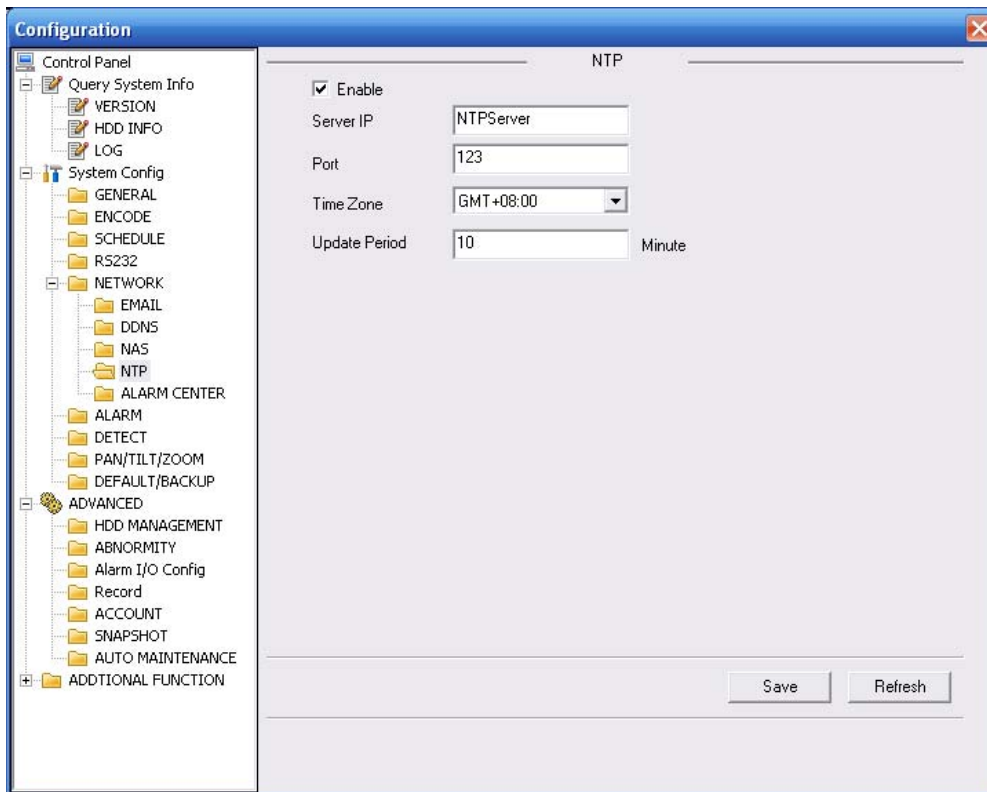 Configuration
Control Panel
Query System Info
VERSION
HDD INFO
LOG
System Config
GENERAL
ENCODE
SCHEDULE
RS232
NETWORK
EMAIL
DDNS
NAS
NTP
ALARM CENTER
ALARM
DETECT
PAN/TILT/ZOOM
DEFAULT/BACKUP
ADVANCED
HDD MANAGEMENT
ABNORMITY
Alarm I/O Config
Record
ACCOUNT
SNAPSHOT
AUTO MAINTENANCE
ADDTIONAL FUNCTION
NTP
Enable
Server IP NTPServer
Port 123
Time Zone GMT+08:00
Update Period 10 Minute
Save Refresh